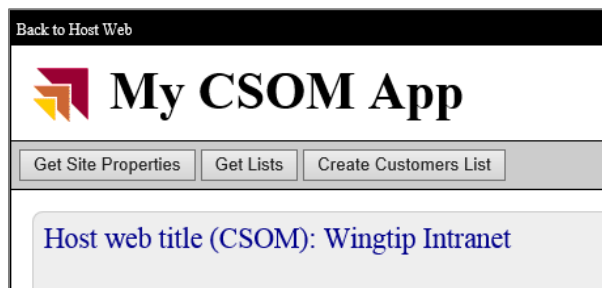 Back to Host Web
My CSOM App
Get Site Properties Get Lists Create Customers List
Host web title (CSOM): Wingtip Intranet